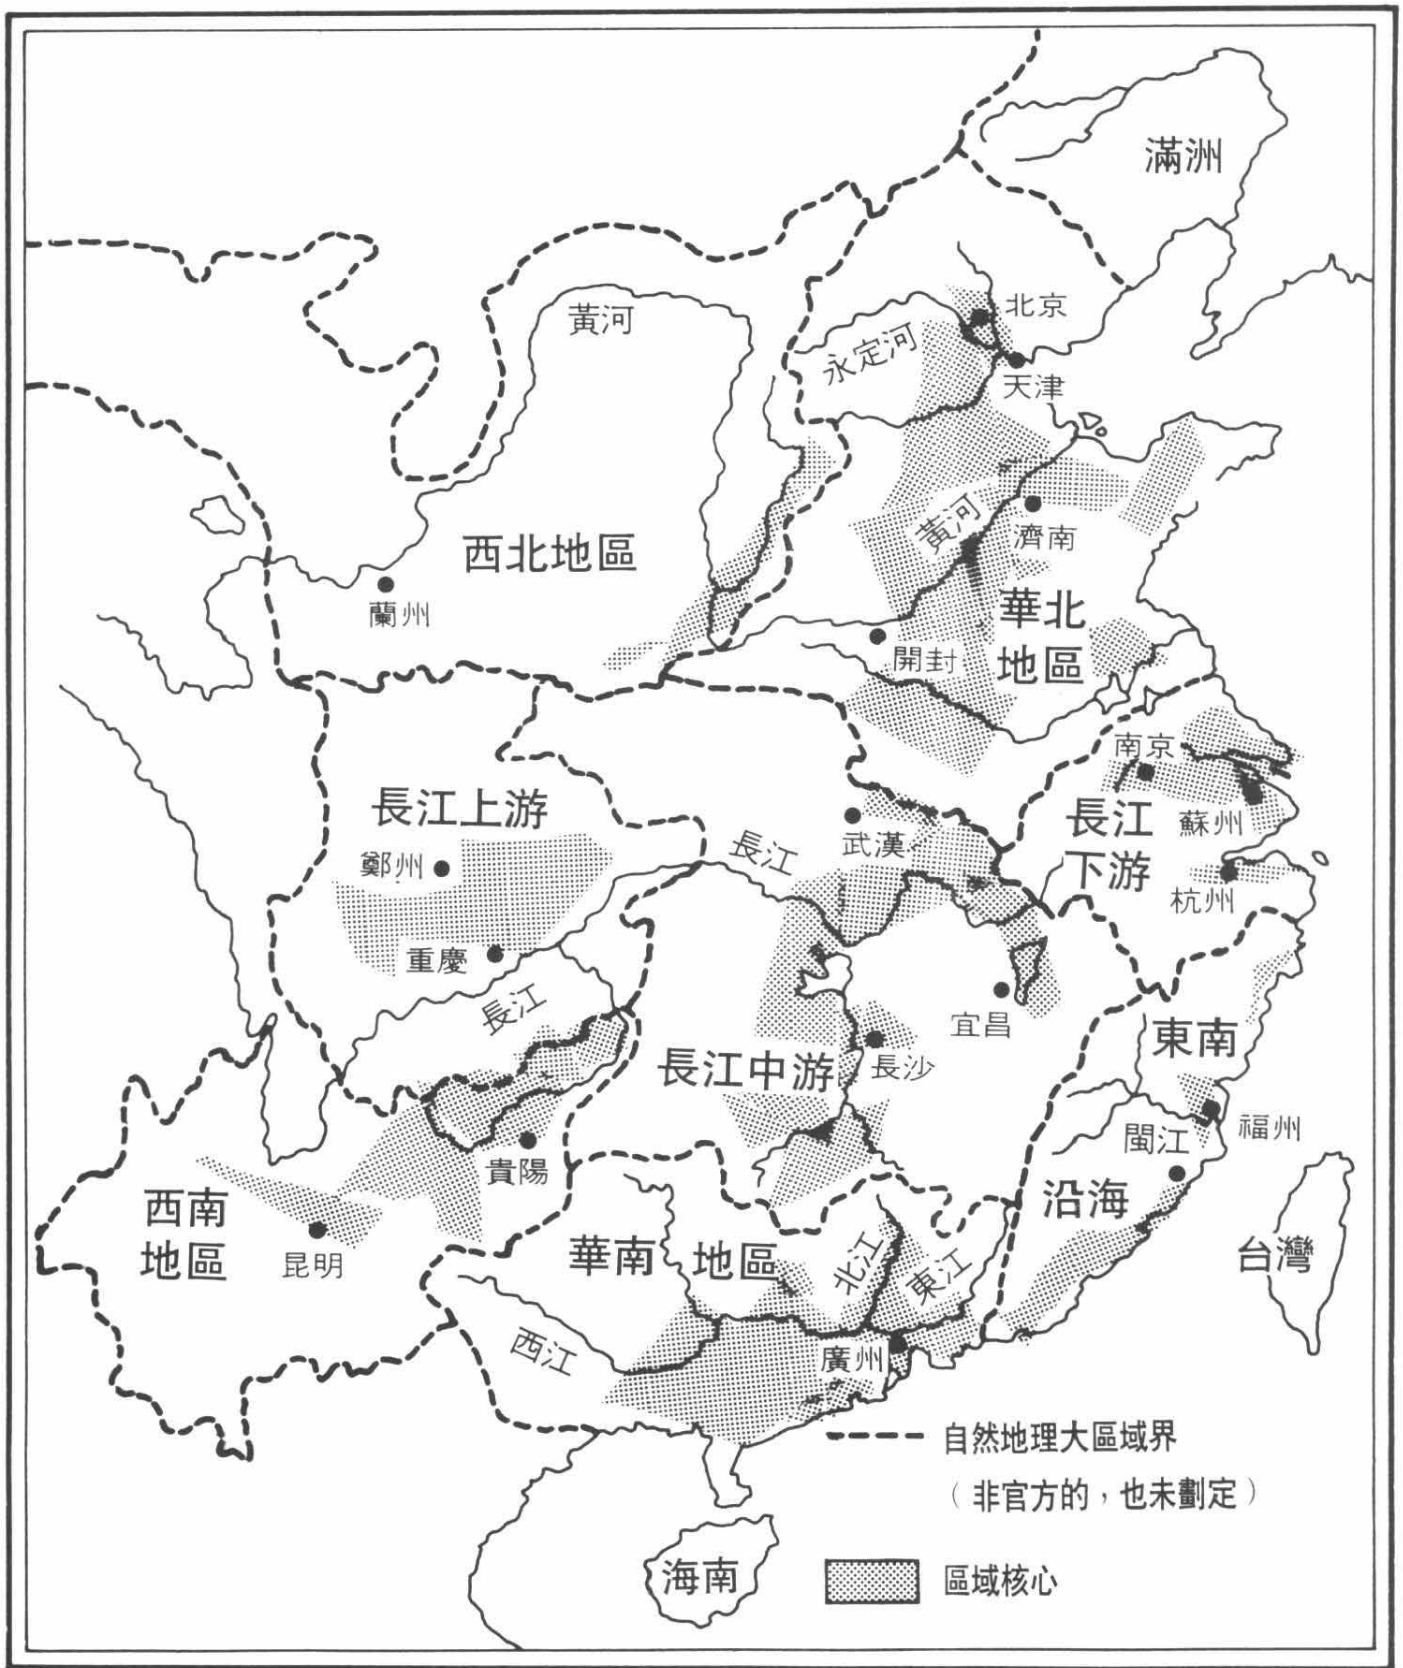 滿洲
北京
黃河
永定河
天津
黃河
濟南
西北地區
蘭州
華北
地區
開封
南京
長江上游
長江
下游
蘇州
武漢
長江
鄭州
杭州
重慶
長江
宜昌
東南
長江中游
長沙
福州
閩江
貴陽
西南
地區
昆明
沿海
華南 地區
北江
東江
台灣
西江
廣州
自然地理大區域界
（非官方的，也未劃定）
海南
區域核心